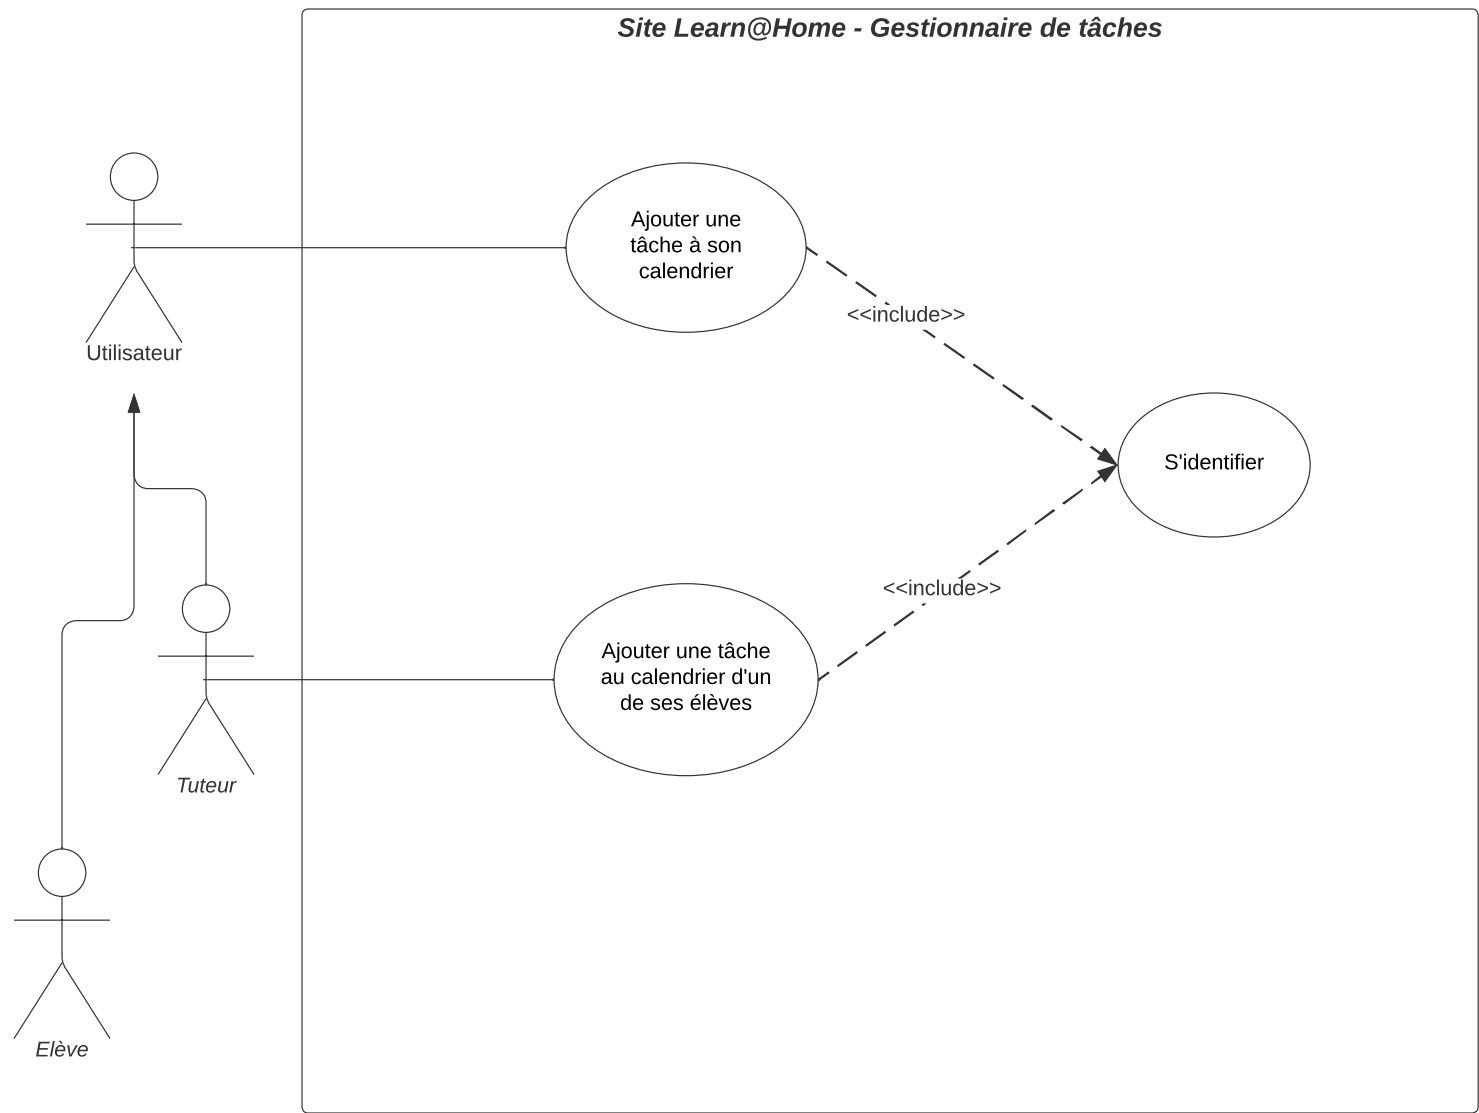 Site Learn@Home - Gestionnaire de tâches
Ajouter une
tâche à son
calendrier
<<include>>
Utilisateur
S'identifier
<<include>>
Ajouter une tâche
au calendrier d'un
de ses élèves
Tuteur
Elève